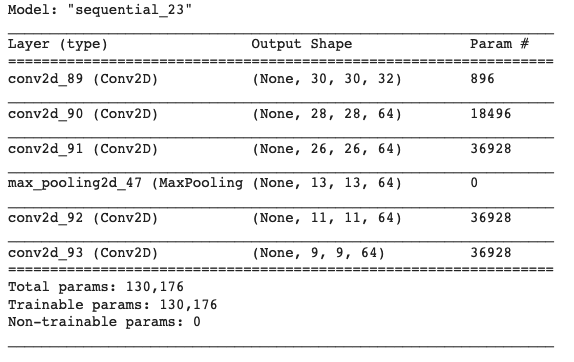 Model: "sequential_23"
Layer (type) Output Shape Param #
conv2d_89 (Conv2D) (None, 30, 30, 32) 896
conv2d_90 (Conv2D) (None, 28, 28, 64) 18496
conv2d_91 (Conv2D) (None, 26, 26, 64) 36928
max_pooling2d_47 (MaxPooling (None, 13, 13, 64) 0
conv2d_92 (Conv2D) (None, 11, 11, 64) 36928
conv2d_93 (Conv2D) (None, 9, 9, 64) 36928
Total params: 130,176
Trainable params: 130,176
Non-trainable params: 0